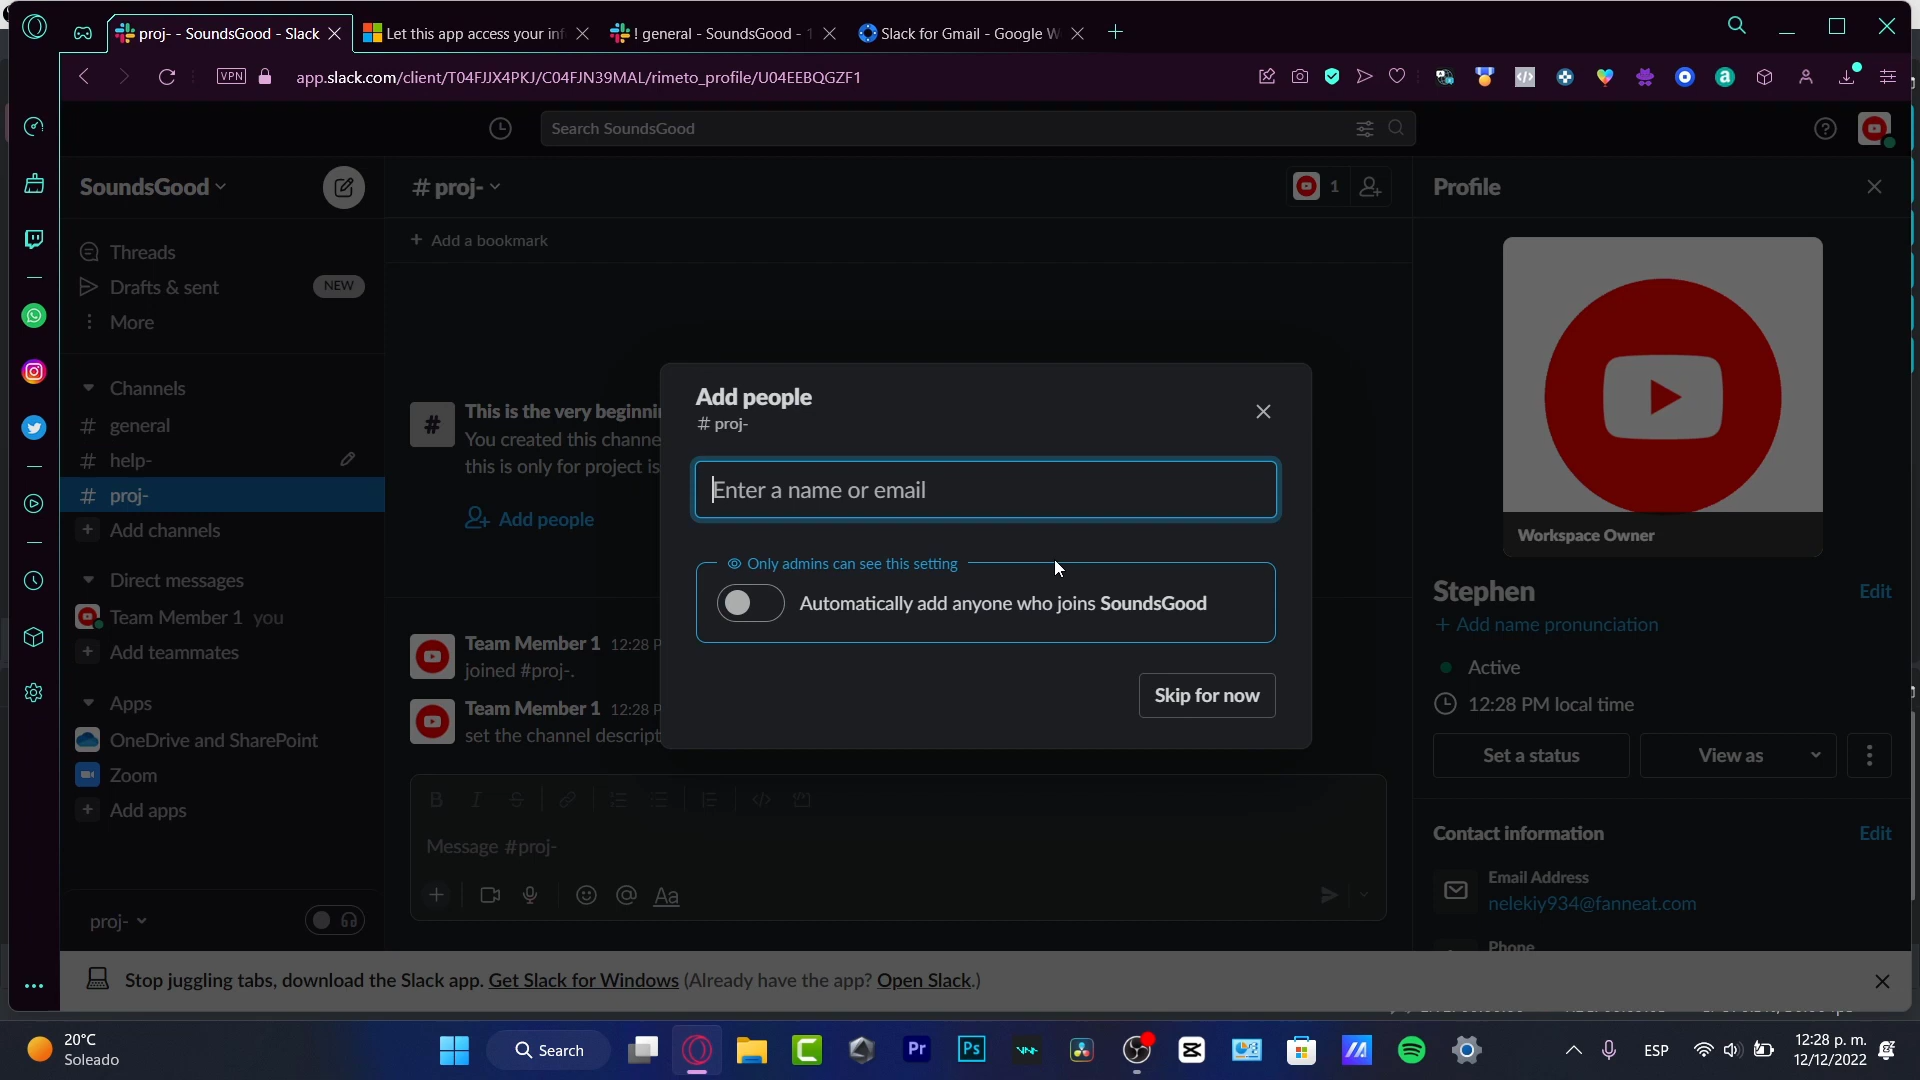 proj- - SoundsGood - Slack
Let this app access your inf
! general - SoundsGood - 1
Slack for Gmail - Google W
VPN
app.slack.com/client/T04FJJX4PKJ/C04FJN39MAL/rimeto_profile/U04EEBQGZF1
Search SoundsGood
SoundsGood
# proj-
1
Profile
Threads
Drafts & sent
NEW
More
+ Add a bookmark
Channels
# general
# help-
# proj-
+ Add channels
Direct messages
Team Member 1 you
+ Add teammates
Apps
OneDrive and SharePoint
Zoom
+ Add apps
proj-
This is the very beginni
You created this channe
this is only for project is
Add people
Team Member 1 12:28 P
joined #proj-.
Team Member 1 12:28 P
set the channel descript
Message #proj-
Aa
Add people
# proj-
Enter a name or email
Only admins can see this setting
Automatically add anyone who joins SoundsGood
Skip for now
Workspace Owner
Stephen
Edit
+ Add name pronunciation
Active
12:28 PM local time
Set a status
View as
Contact information
Edit
Email Address
nelekiy934@fanneat.com
Phone
Stop juggling tabs, download the Slack app. Get Slack for Windows (Already have the app? Open Slack.)
20°C
Soleado
Search
Pr
Ps
ESP
12:28 p. m.
12/12/2022